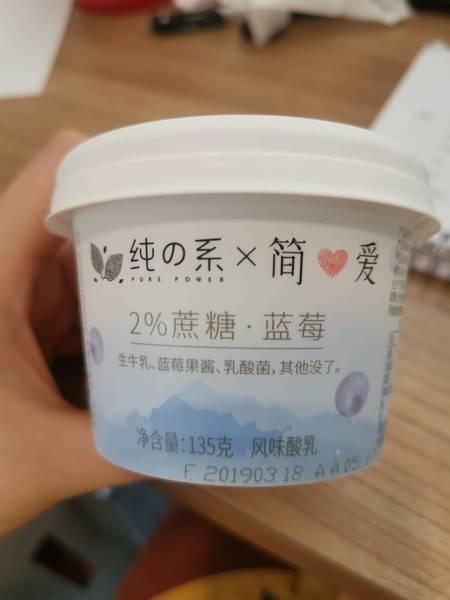 纯の系×简爱
PURE POWER
2%蔗糖·蓝莓
生牛乳、蓝莓果酱、乳酸菌,其他没了。
净含量:135克 风味酸乳
F 20190318 A A 05